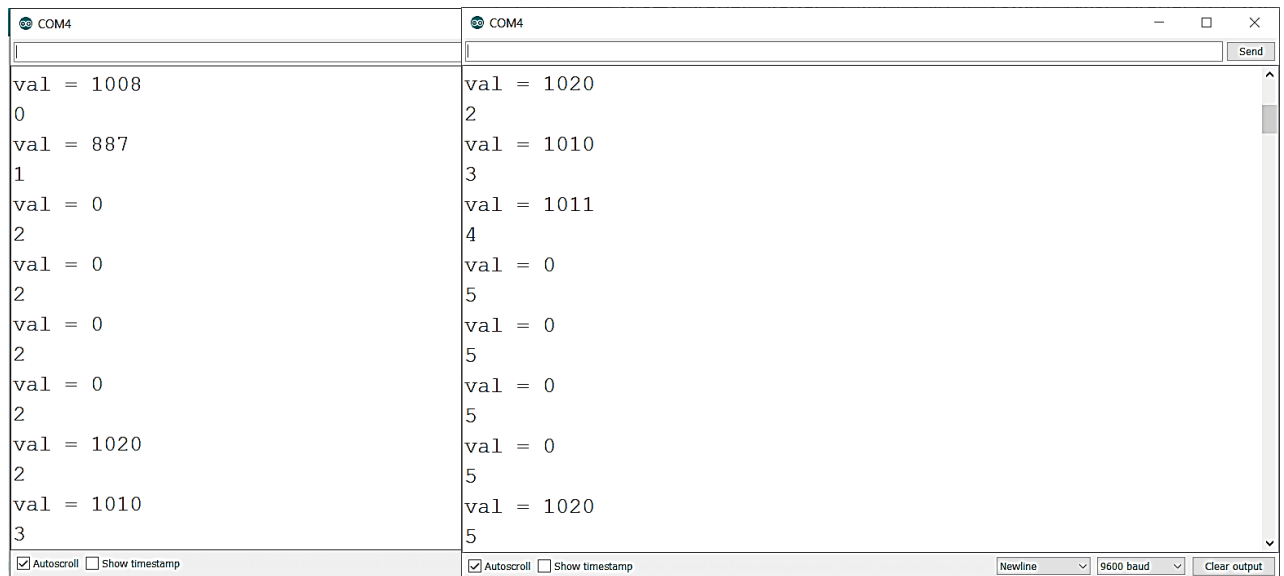 COM4
val = 1008
0
val = 887
1
val = 0
2
val = 0
2
val = 0
2
val = 0
2
val = 1020
2
val = 1010
3
Autoscroll Show timestamp
COM4
Send
val = 1020
2
val = 1010
3
val = 1011
4
val = 0
5
val = 0
5
val = 0
5
val = 0
5
val = 1020
5
Autoscroll Show timestamp Newline 9600 baud Clear output